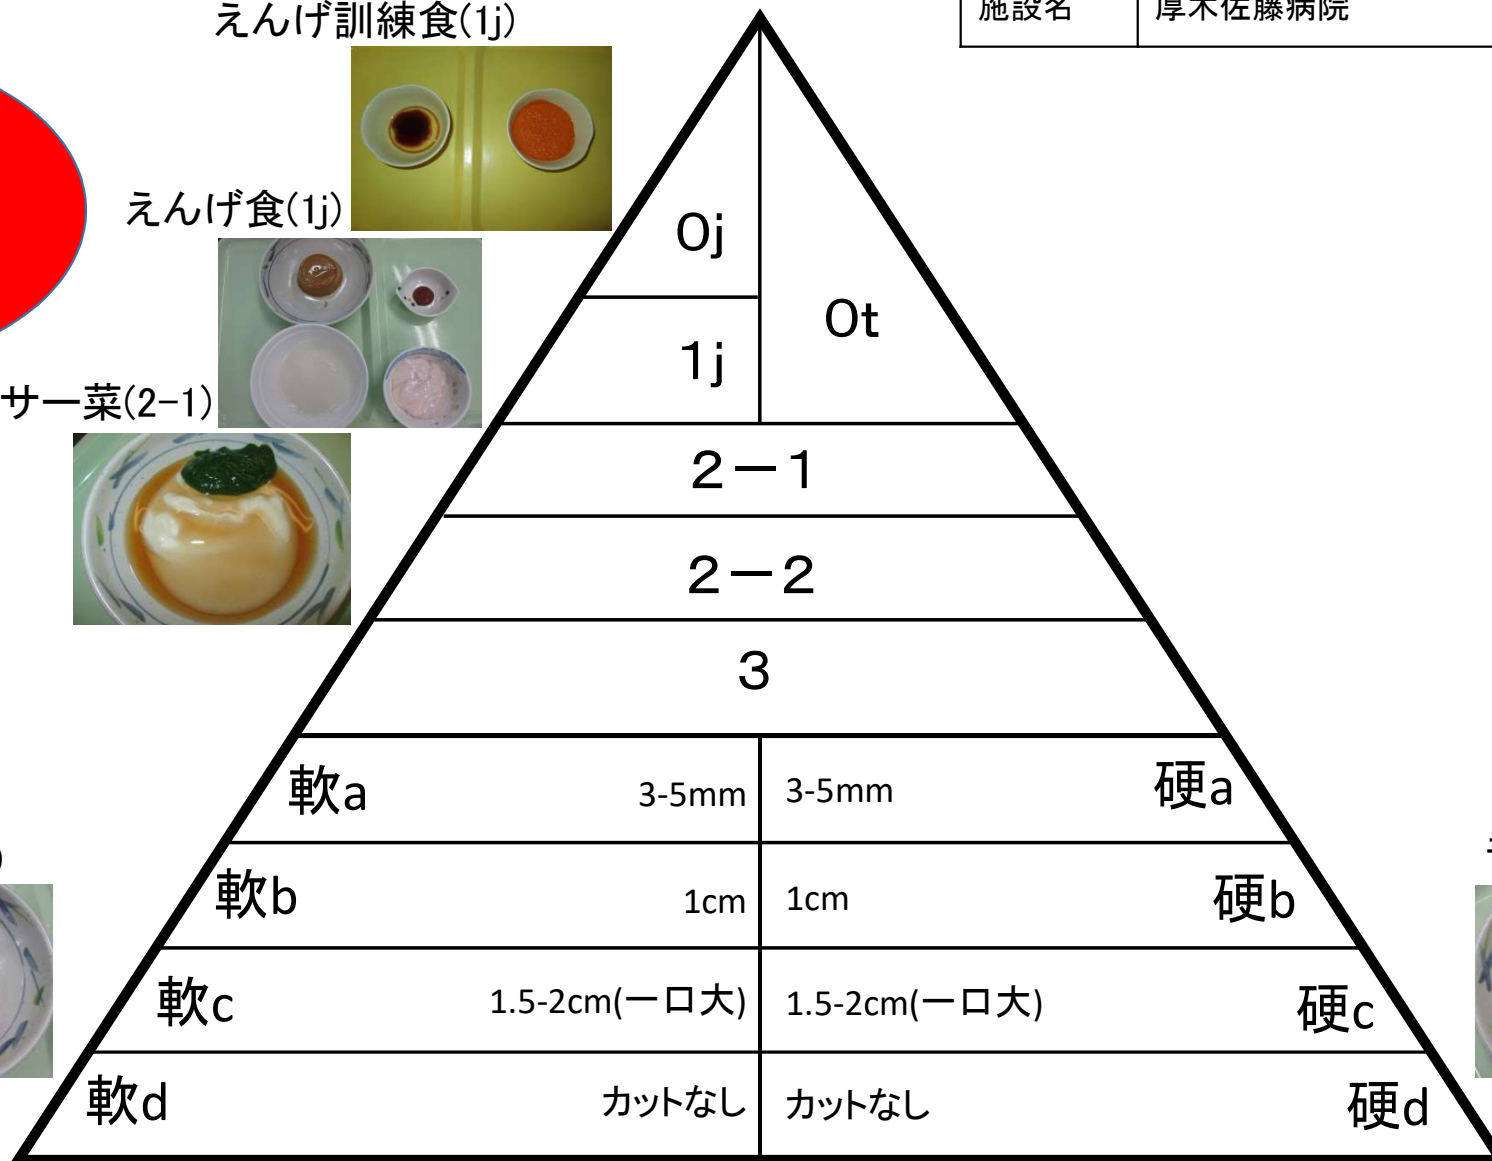 えんげ訓練食(1j)
施設名 厚木佐藤病院
えんげ食(1j)
0j
0t
1j
サー菜(2-1)
2－1
2－2
3
軟a 3-5mm 3-5mm 硬a
)
軟b 1cm 1cm 硬b
軟c 1.5-2cm(一口大) 1.5-2cm(一口大) 硬c
軟d カットなし カットなし 硬d